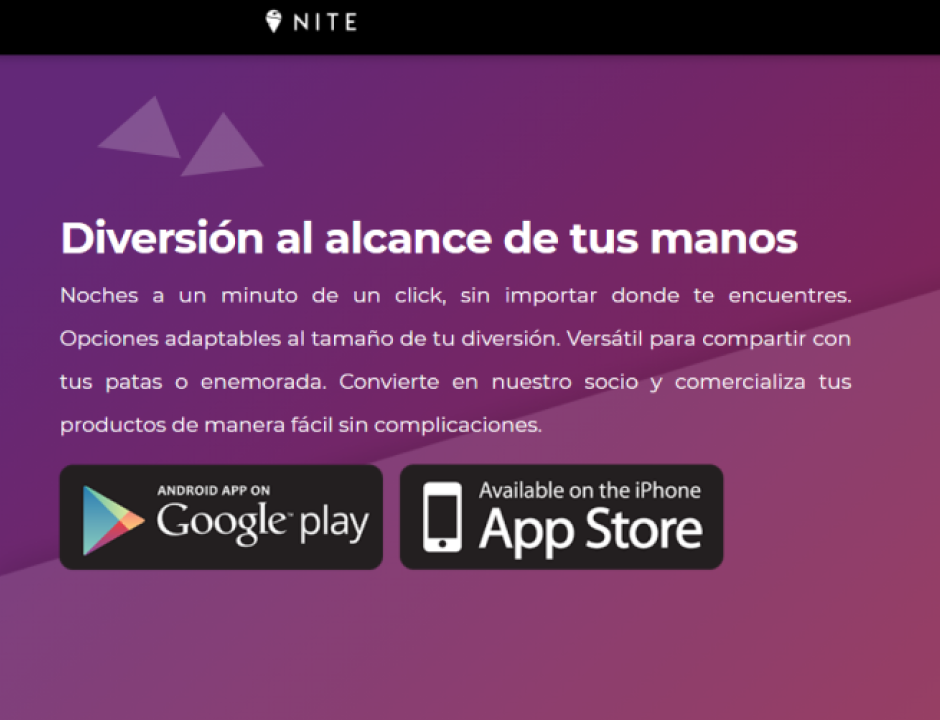 NITE
Diversión al alcance de tus manos
Noches a un minuto de un click, sin importar donde te encuentres.
Opciones adaptables al tamaño de tu diversión. Versátil para compartir con
tus patas o enemorada. Convierte en nuestro socio y comercializa tus
productos de manera fácil sin complicaciones.
ANDROID APP ON
Google play
Available on the iPhone
App Store